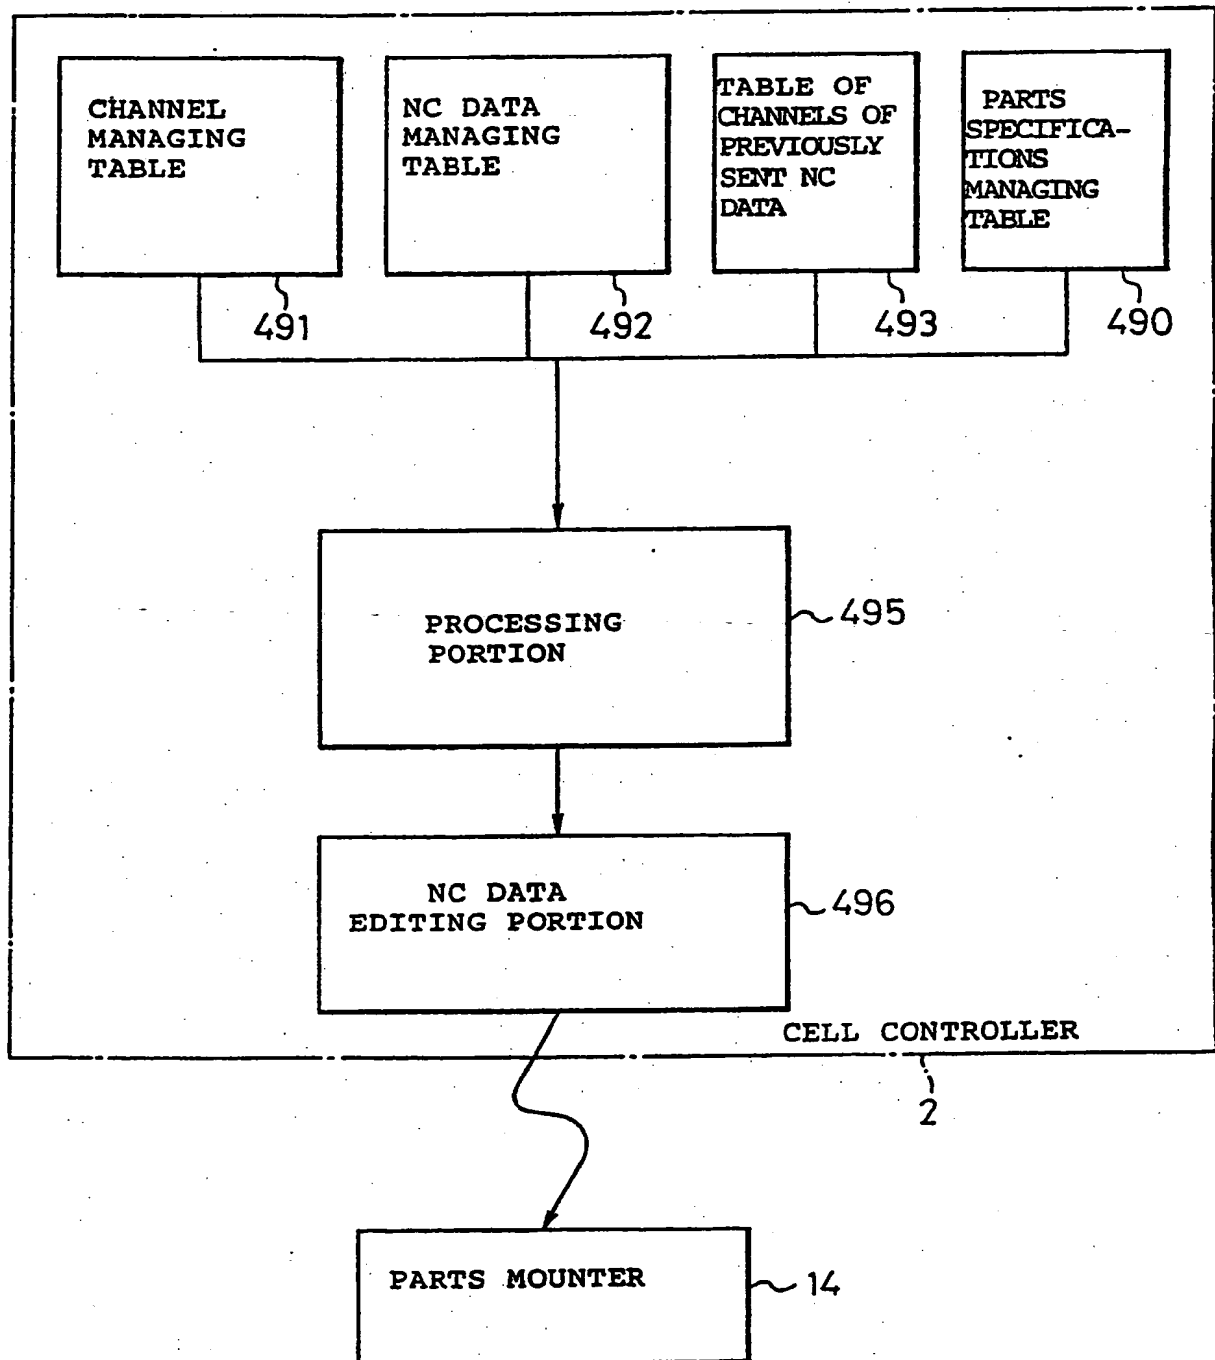 CHANNEL
MANAGING
TABLE
491
NC DATA
MANAGING
TABLE
492
TABLE OF
CHANNELS OF
PREVIOUSLY
SENT NC
DATA
493
PARTS
SPECIFICA-
TIONS
MANAGING
TABLE
490
PROCESSING
PORTION
495
NC DATA
EDITING PORTION
496
CELL CONTROLLER
2
PARTS MOUNTER
14